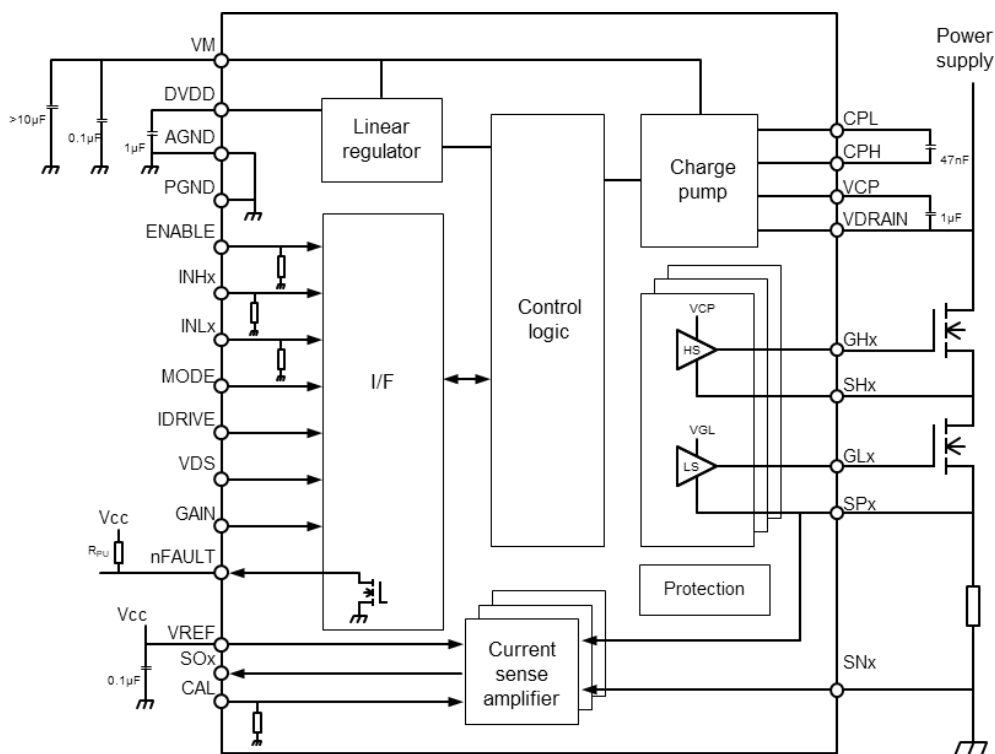 VM
DVDD
AGND
PGND
ENABLE
INHx
INLx
MODE
IDRIVE
VDS
GAIN
Vcc
RPU
nFAULT
Vcc
VREF
SOx
CAL
>10μF
0.1μF
1μF
0.1μF
Linear
regulator
I/F
Control
logic
Charge
pump
VCP
HS
VGL
LS
Protection
Current
sense
amplifier
Power
supply
CPL
CPH
47nF
VCP
1μF
VDRAIN
GHx
SHx
GLx
SPx
SNx